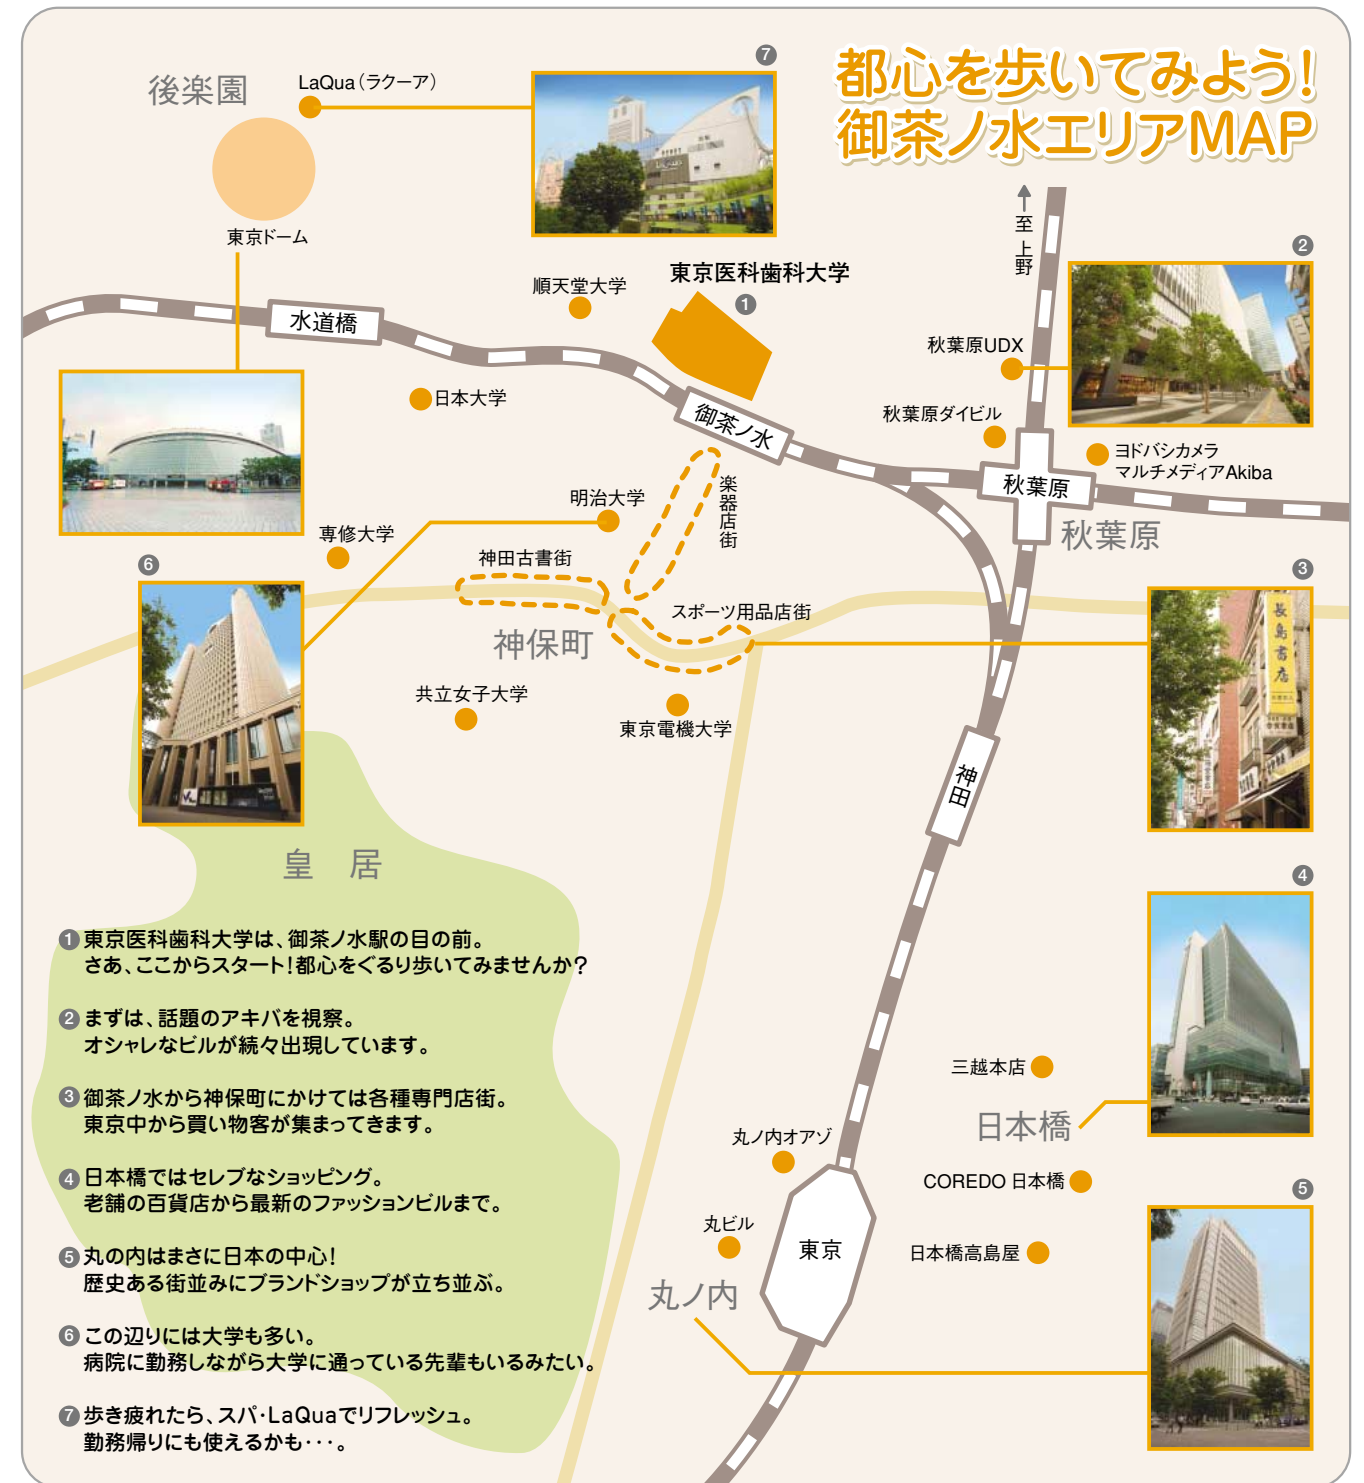 都心を歩いてみよう!
御茶ノ水エリアMAP
後楽園
LaQua(ラクーア)
7
東京ドーム
↑至 上野
2
順天堂大学
東京医科歯科大学
1
水道橋
秋葉原UDX
日本大学
御茶ノ水
秋葉原ダイビル
ヨドバシカメラ
マルチメディアAkiba
秋葉原
秋葉原
明治大学
楽器店街
専修大学
神田古書街
6
3
スポーツ用品店街
長島書店
神保町
共立女子大学
東京電機大学
神田
皇 居
4
1 東京医科歯科大学は、御茶ノ水駅の目の前。
さあ、ここからスタート!都心をぐるり歩いてみませんか?
2 まずは、話題のアキバを視察。
オシャレなビルが続々出現しています。
3 御茶ノ水から神保町にかけては各種専門店街。
東京中から買い物客が集まってきます。
4 日本橋ではセレブなショッピング。
老舗の百貨店から最新のファッションビルまで。
5 丸の内はまさに日本の中心!
歴史ある街並みにブランドショップが立ち並ぶ。
6 この辺りには大学も多い。
病院に勤務しながら大学に通っている先輩もいるみたい。
7 歩き疲れたら、スパ・LaQuaでリフレッシュ。
勤務帰りにも使えるかも・・・。
三越本店
日本橋
丸ノ内オアゾ
COREDO 日本橋
5
丸ビル
東京
日本橋高島屋
丸ノ内